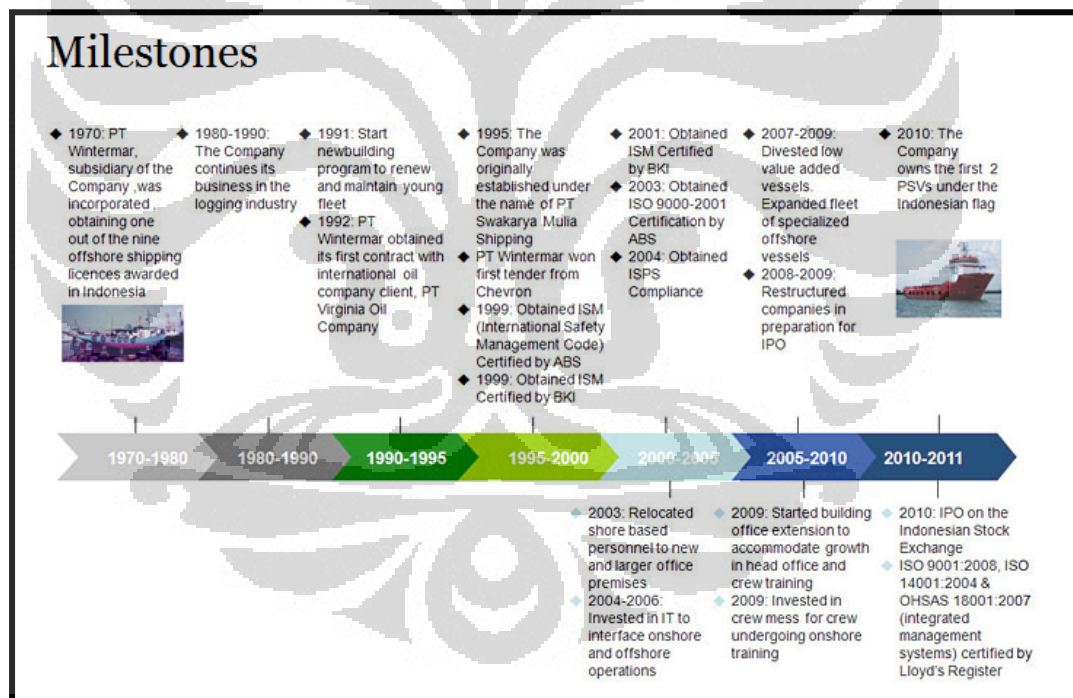 Milestones
◆ 1970: PT
Wintermar,
subsidiary of the
Company ,was
incorporated ,
obtaining one
out of the nine
offshore shipping
licences awarded
in Indonesia
◆ 1980-1990:
The Company
continues its
business in the
logging industry
◆ 1991: Start
newbuilding
program to renew
and maintain young
fleet
◆ 1992: PT
Wintermar obtained
its first contract with
international oil
company client, PT
Virginia Oil
Company
◆ 1995: The
Company was
originally
established under
the name of PT
Swakarya Mulia
Shipping
◆ PT Wintermar won
first tender from
Chevron
◆ 1999: Obtained ISM
(International Safety
Management Code)
Certified by ABS
◆ 1999: Obtained ISM
Certified by BKI
◆ 2001: Obtained
ISM Certified
by BKI
◆ 2003: Obtained
ISO 9000-2001
Certification by
ABS
◆ 2004: Obtained
ISPS
Compliance
◆ 2007-2009:
Divested low
value added
vessels.
Expanded fleet
of specialized
offshore
vessels
◆ 2008-2009:
Restructured
companies in
preparation for
IPO
◆ 2010: The
Company
owns the first 2
PSVs under the
Indonesian flag
1970-1980
1980-1990
1990-1995
1995-2000
2000-2005
2005-2010
2010-2011
◆ 2003: Relocated
shore based
personnel to new
and larger office
premises
◆ 2004-2006:
Invested in IT to
interface onshore
and offshore
operations
◆ 2009: Started building
office extension to
accommodate growth
in head office and
crew training
◆ 2009: Invested in
crew mess for crew
undergoing onshore
training
◆ 2010: IPO on the
Indonesian Stock
Exchange
◆ ISO 9001:2008, ISO
14001:2004 &
OHSAS 18001:2007
(integrated
management
systems) certified by
Lloyd's Register